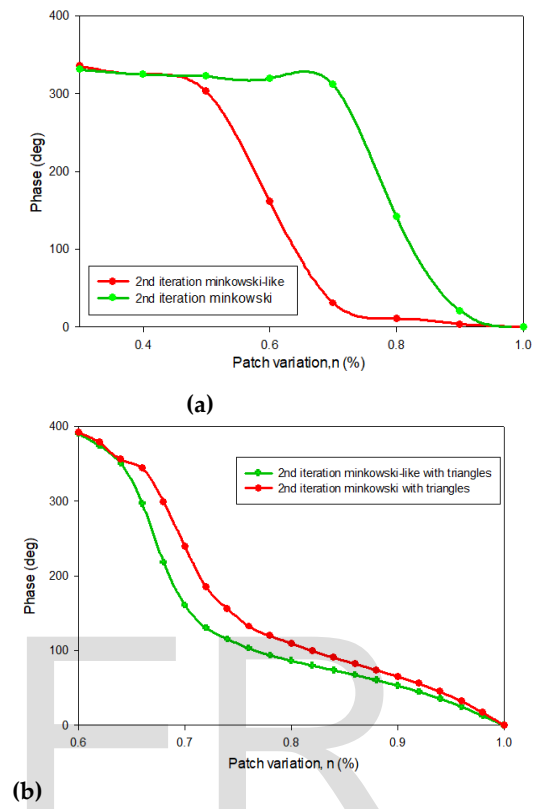 400
300
200
100
0
Phase (deg)
2nd iteration minkowski-like
2nd iteration minkowski
0.4
0.6
0.8
1.0
Patch variation,n (%)
(a)
400
300
200
100
0
Phase (deg)
2nd iteration minkowski-like with triangles
2nd iteration minkowski with triangles
0.6
0.7
0.8
0.9
1.0
Patch variation, n (%)
(b)
FR